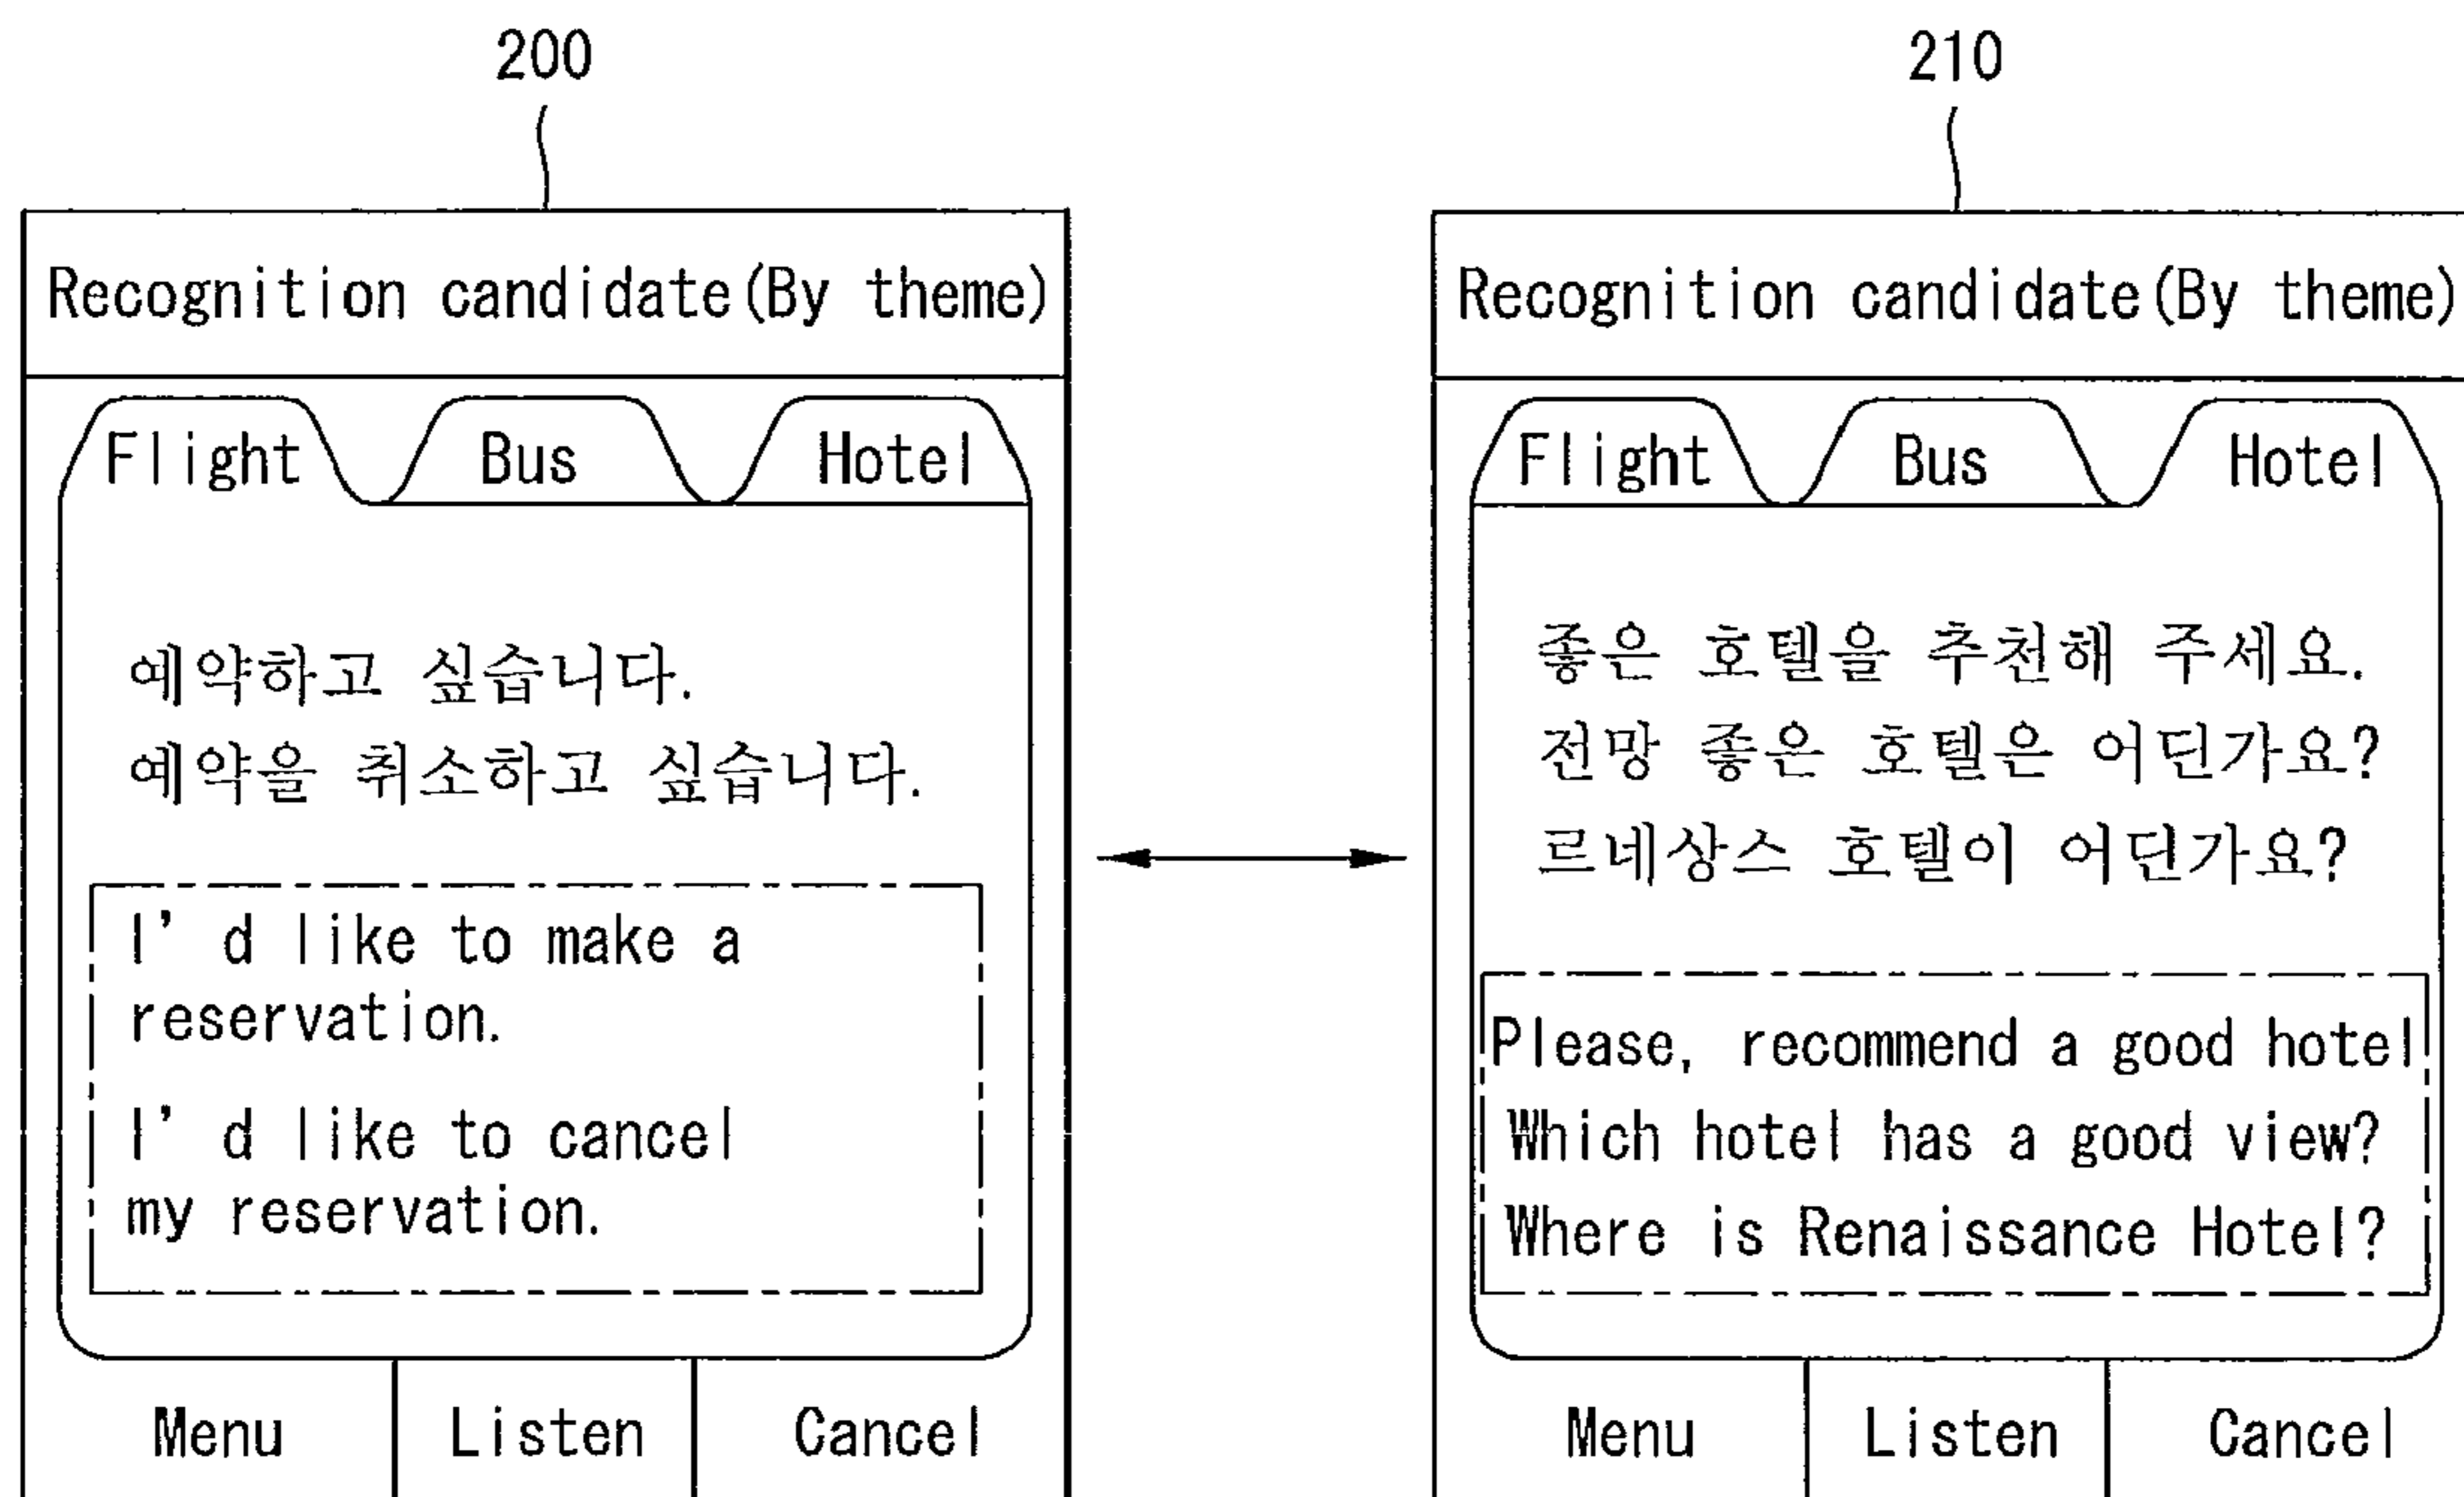 200
Recognition candidate(By theme)
Flight Bus Hotel
예약하고 싶습니다.
예약을 취소하고 싶습니다.
I'd like to make a
reservation.
I'd like to cancel
my reservation.
Menu Listen Cancel
210
Recognition candidate(By theme)
Flight Bus Hotel
좋은 호텔을 추천해 주세요.
전망 좋은 호텔은 어딘가요?
르네상스 호텔이 어딘가요?
Please, recommend a good hotel
Which hotel has a good view?
Where is Renaissance Hotel?
Menu Listen Cancel